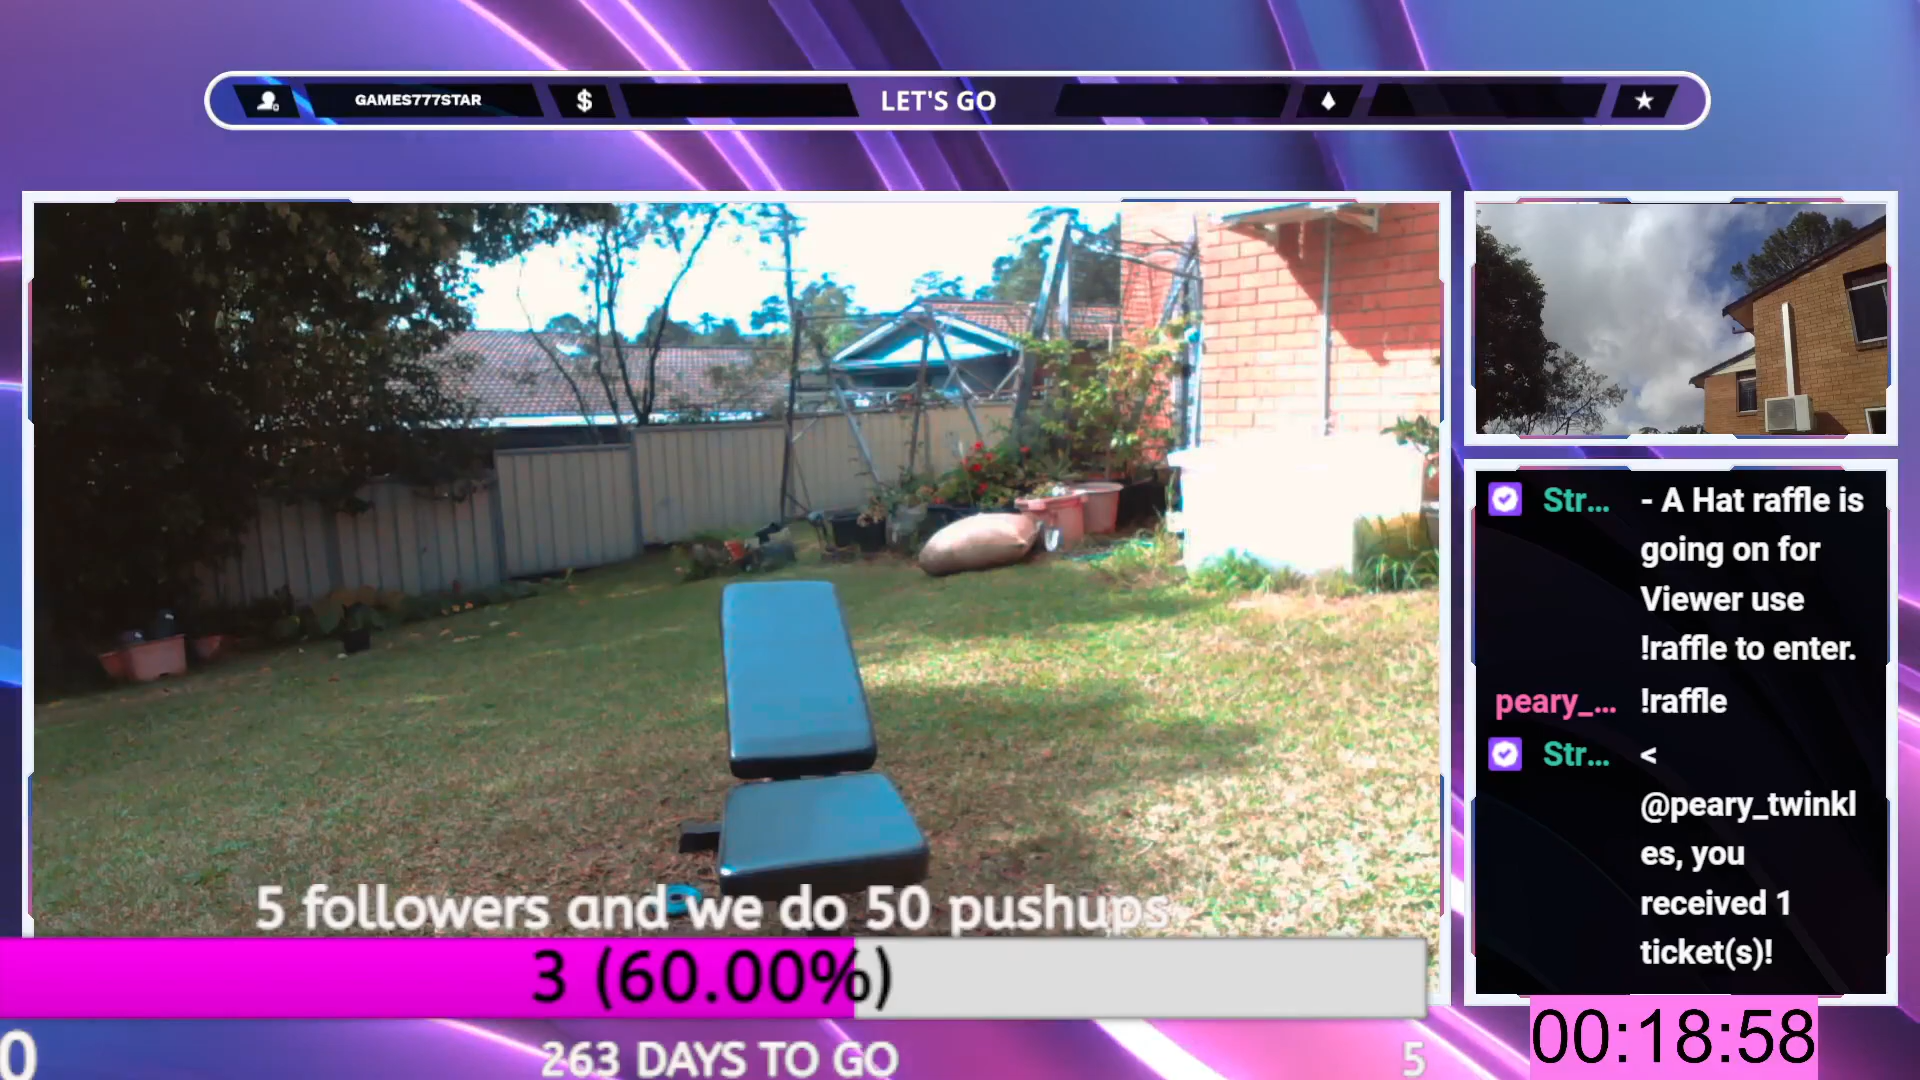 GAMES777STAR
$
LET'S GO
Str... - A Hat raffle is
going on for
Viewer use
!raffle to enter.
peary_... !raffle
Str... <
@peary_twinkl
es, you
received 1
ticket(s)!
5 followers and we do 50 pushups
3 (60.00%)
0 263 DAYS TO GO 5
00:18:58